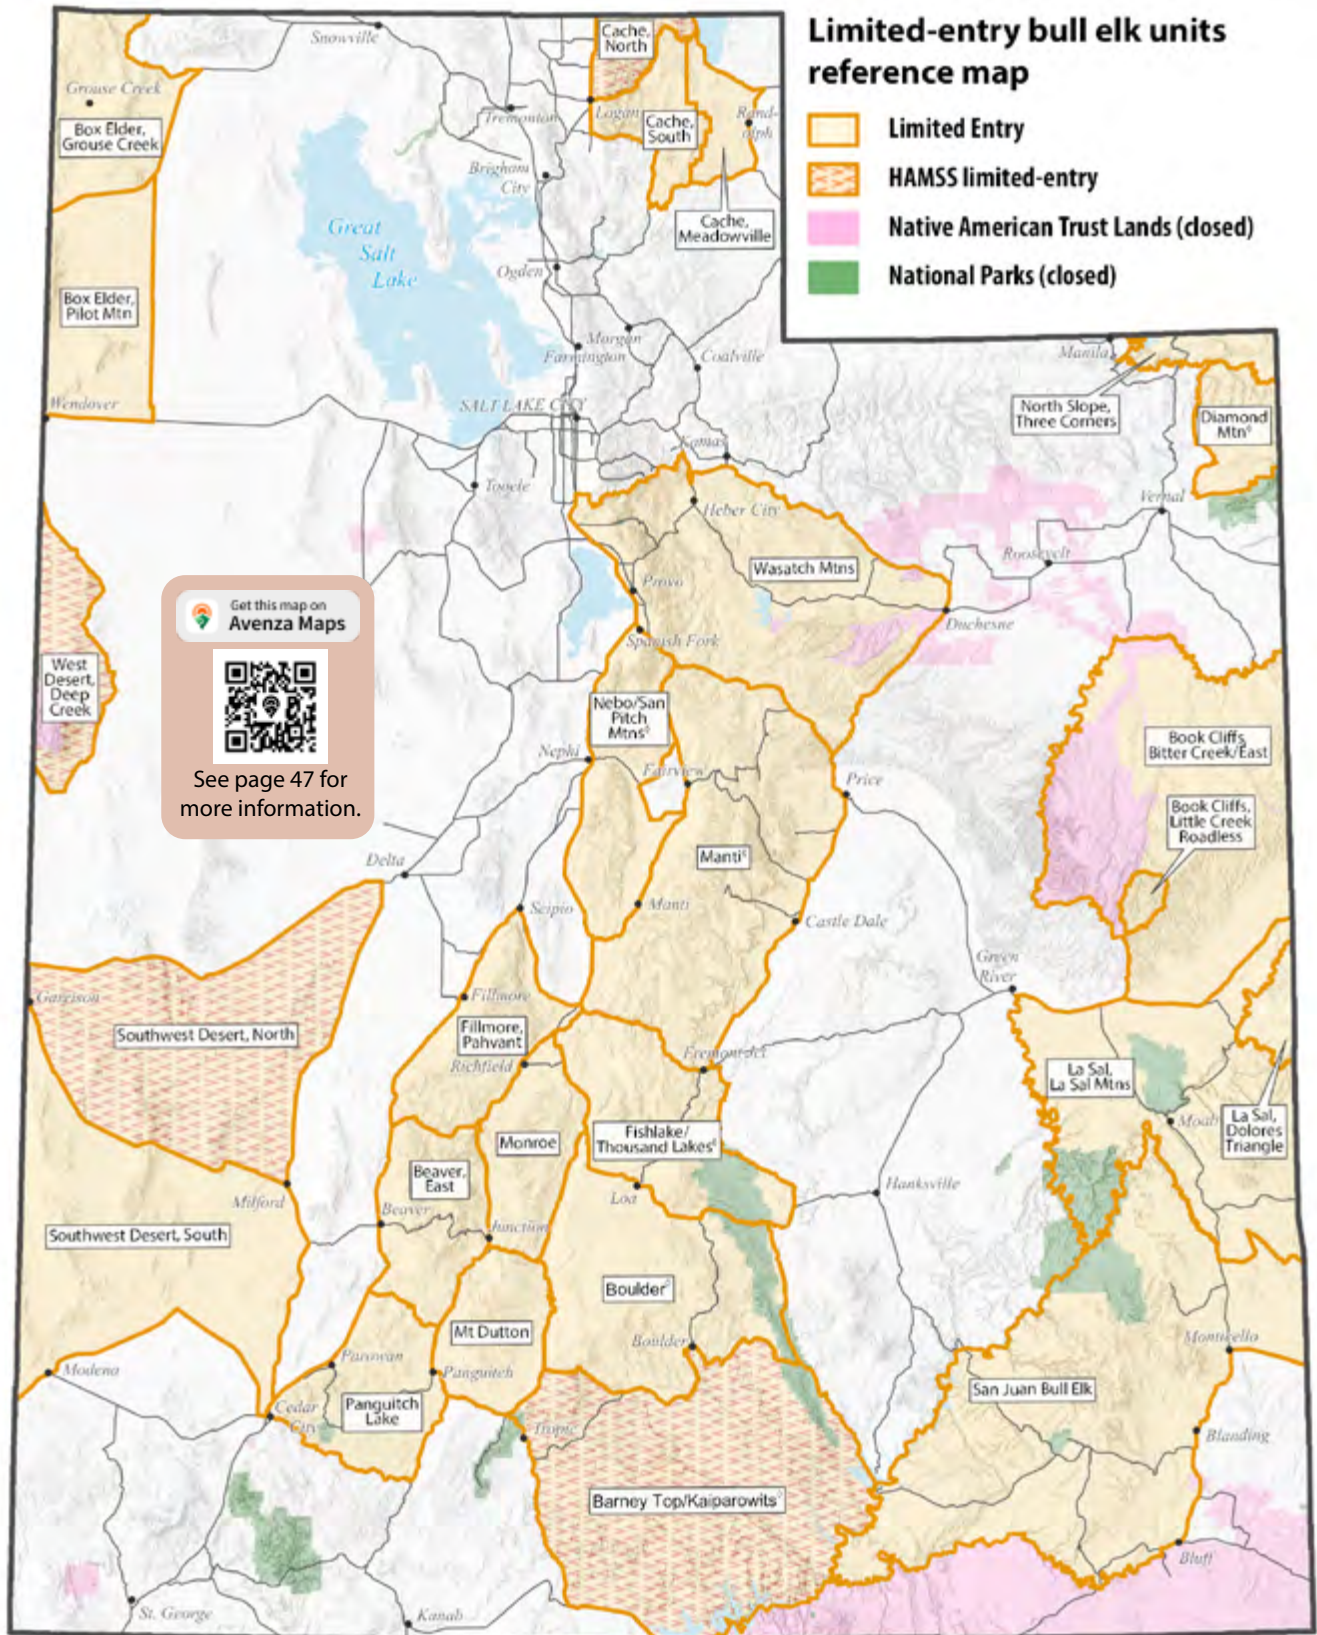 Limited-entry bull elk units
reference map
Limited Entry
HAMSS limited-entry
Native American Trust Lands (closed)
National Parks (closed)
Snowville
Cache,
North
Grouse Creek
Box Elder,
Grouse Creek
Tremonton
Logan
Cache,
South
Rand-
olph
Brigham
City
Cache,
Meadowville
Great
Salt
Lake
Ogden
Box Elder,
Pilot Mtn
Morgan
Farmington
Coalville
Manila
Wendover
SALT LAKE CITY
North Slope,
Three Corners
Diamond
Mtn◊
Kamas
Tooele
Vernal
Heber City
Roosevelt
Wasatch Mtns
Provo
Duchesne
Spanish Fork
Get this map on
Avenza Maps
See page 47 for
more information.
West
Desert,
Deep
Creek
Nebo/San
Pitch
Mtns◊
Nephi
Fairview
Price
Book Cliffs,
Bitter Creek/East
Book Cliffs,
Little Creek
Roadless
Delta
Manti◊
Scipio
Manti
Castle Dale
Green
River
Garrison
Fillmore
Southwest Desert, North
Fillmore,
Pahvant
Richfield
Fremont Jct
La Sal,
La Sal Mtns
Moab
La Sal,
Dolores
Triangle
Monroe
Fishlake/
Thousand Lakes◊
Beaver,
East
Loa
Hanksville
Milford
Beaver
Junction
Southwest Desert, South
Boulder◊
Mt Dutton
Boulder
Monticello
Parowan
Modena
Panguitch
San Juan Bull Elk
Cedar
City
Panguitch
Lake
Tropic
Blanding
Barney Top/Kaiparowits◊
Bluff
St. George
Kanab